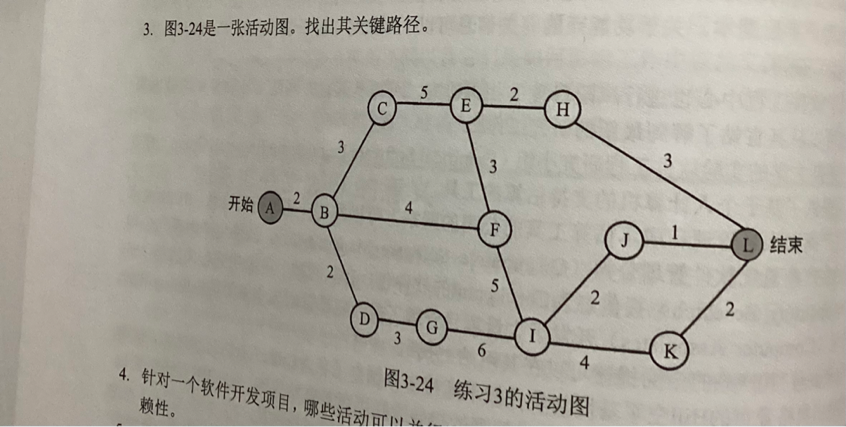 3. 图3-24是一张活动图。找出其关键路径。
C 5 E 2 H
3 3 3
开始 A 2 B 4 F J 1 L 结束
2 5 2 2
D 3 G 6 I 4 K
图3-24 练习3的活动图
4. 针对一个软件开发项目，哪些活动可以并行
赖性。